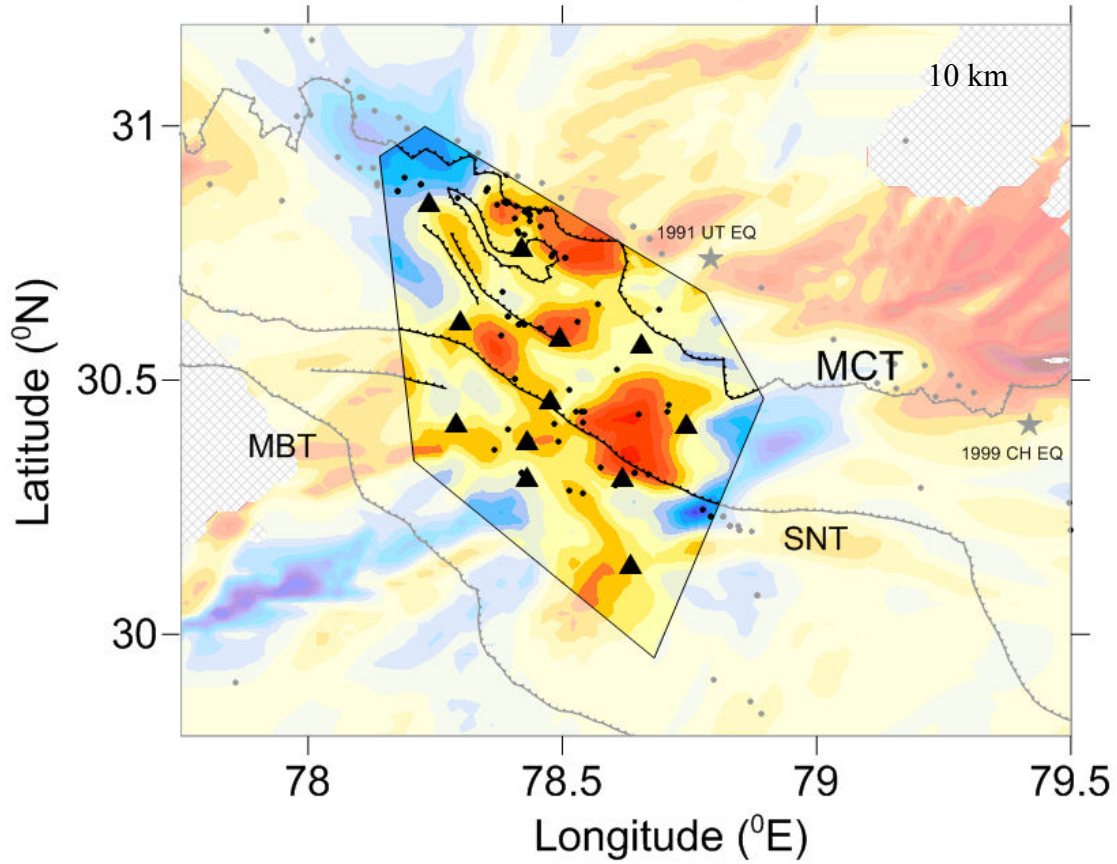 10 km
31
1991 UT EQ
30.5
MCT
MBT
1999 CH EQ
SNT
30
78
78.5
79
79.5
Latitude (⁰N)
Longitude (⁰E)